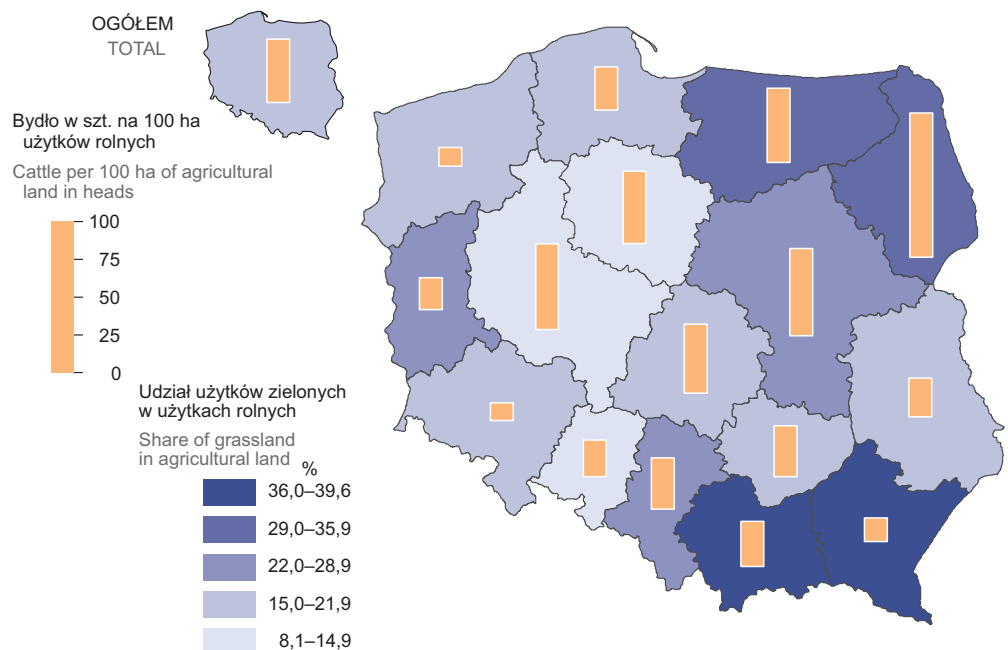 OGÓŁEM
TOTAL
Bydło w szt. na 100 ha
użytków rolnych
Cattle per 100 ha of agricultural
land in heads
100
75
50
25
0
Udział użytków zielonych
w użytkach rolnych
Share of grassland
in agricultural land
%
36,0–39,6
29,0–35,9
22,0–28,9
15,0–21,9
8,1–14,9